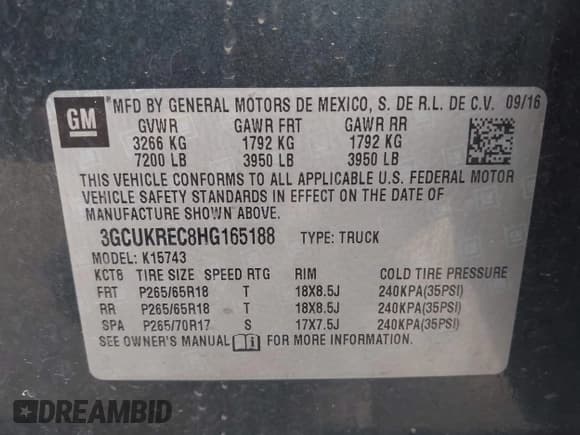 GM
*MFD BY GENERAL MOTORS DE MEXICO, S. DE R.L. DE C.V. 09/16
GVWR GAWR FRT GAWR RR
3266 KG 1792 KG 1792 KG
7200 LB 3950 LB 3950 LB
THIS VEHICLE CONFORMS TO ALL APPLICABLE U.S. FEDERAL MOTOR
VEHICLE SAFETY STANDARDS IN EFFECT ON THE DATE OF
MANUFACTURE SHOWN ABOVE.
3GCUKREC8HG165188 TYPE: TRUCK
MODEL: K15743
KCT8 TIRE SIZE SPEED RTG RIM COLD TIRE PRESSURE
FRT P265/65R18 T 18X8.5J 240KPA(35PSI)
RR P265/65R18 T 18X8.5J 240KPA(35PSI)
SPA P265/70R17 S 17X7.5J 240KPA(35PSI)
SEE OWNER'S MANUAL FOR MORE INFORMATION.
DREAMBID